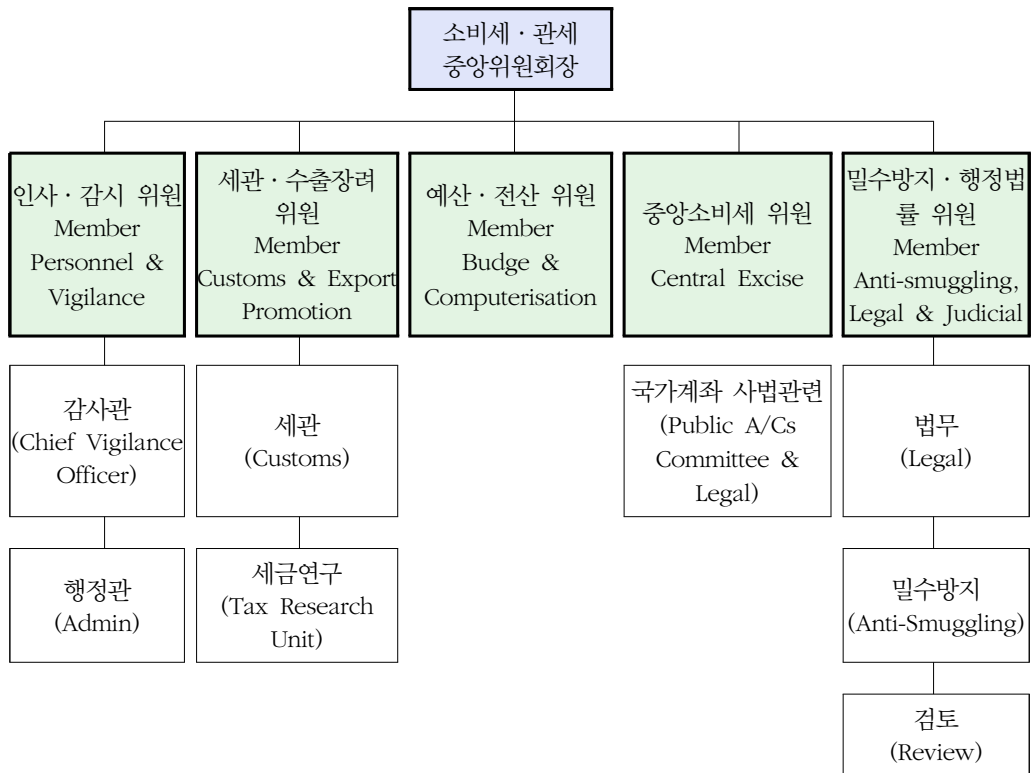 소비세 · 관세
중앙위원회장
인사 · 감시 위원
Member
Personnel &
Vigilance
세관 · 수출장려
위원
Member
Customs & Export
Promotion
예산 · 전산 위원
Member
Budge &
Computerisation
중앙소비세 위원
Member
Central Excise
밀수방지 · 행정법
률 위원
Member
Anti-smuggling,
Legal & Judicial
감사관
(Chief Vigilance
Officer)
세관
(Customs)
국가계좌 사법관련
(Public A/Cs
Committee &
Legal)
법무
(Legal)
행정관
(Admin)
세금연구
(Tax Research
Unit)
밀수방지
(Anti-Smuggling)
검토
(Review)